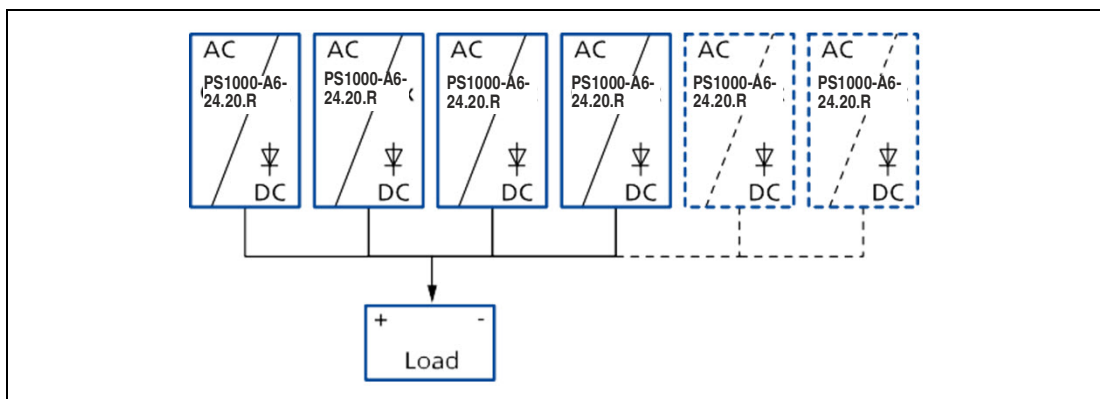 AC
PS1000-A6-
24.20.R
DC
AC
PS1000-A6-
24.20.R
DC
AC
PS1000-A6-
24.20.R
DC
AC
PS1000-A6-
24.20.R
DC
AC
PS1000-A6-
24.20.R
DC
AC
PS1000-A6-
24.20.R
DC
+ -
Load